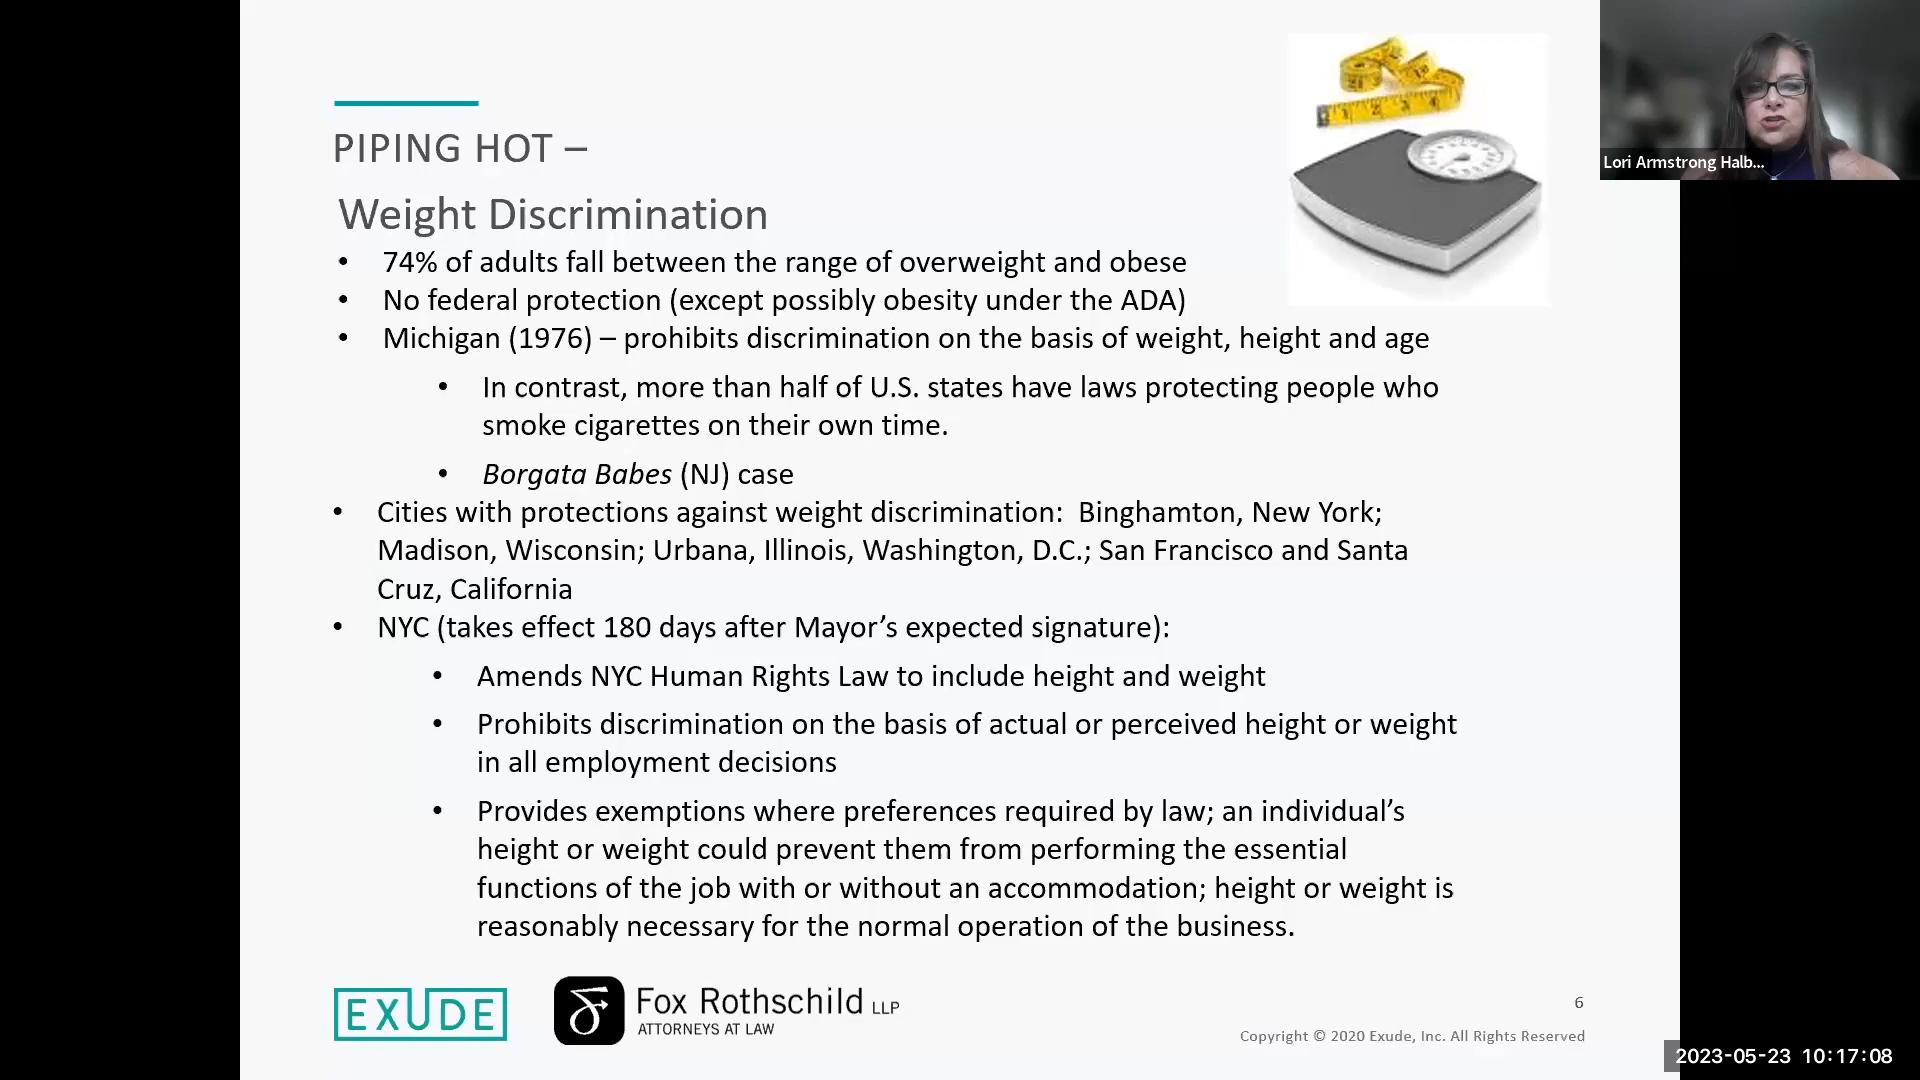 PIPING HOT –
Weight Discrimination
• 74% of adults fall between the range of overweight and obese
• No federal protection (except possibly obesity under the ADA)
• Michigan (1976) – prohibits discrimination on the basis of weight, height and age
• In contrast, more than half of U.S. states have laws protecting people who
smoke cigarettes on their own time.
• Borgata Babes (NJ) case
• Cities with protections against weight discrimination:  Binghamton, New York;
Madison, Wisconsin; Urbana, Illinois, Washington, D.C.; San Francisco and Santa
Cruz, California
• NYC (takes effect 180 days after Mayor’s expected signature):
• Amends NYC Human Rights Law to include height and weight
• Prohibits discrimination on the basis of actual or perceived height or weight
in all employment decisions
• Provides exemptions where preferences required by law; an individual’s
height or weight could prevent them from performing the essential
functions of the job with or without an accommodation; height or weight is
reasonably necessary for the normal operation of the business.
EXUDE
Fox Rothschild LLP
ATTORNEYS AT LAW
6
Copyright © 2020 Exude, Inc. All Rights Reserved
Lori Armstrong Halb...
2023-05-23 10:17:08